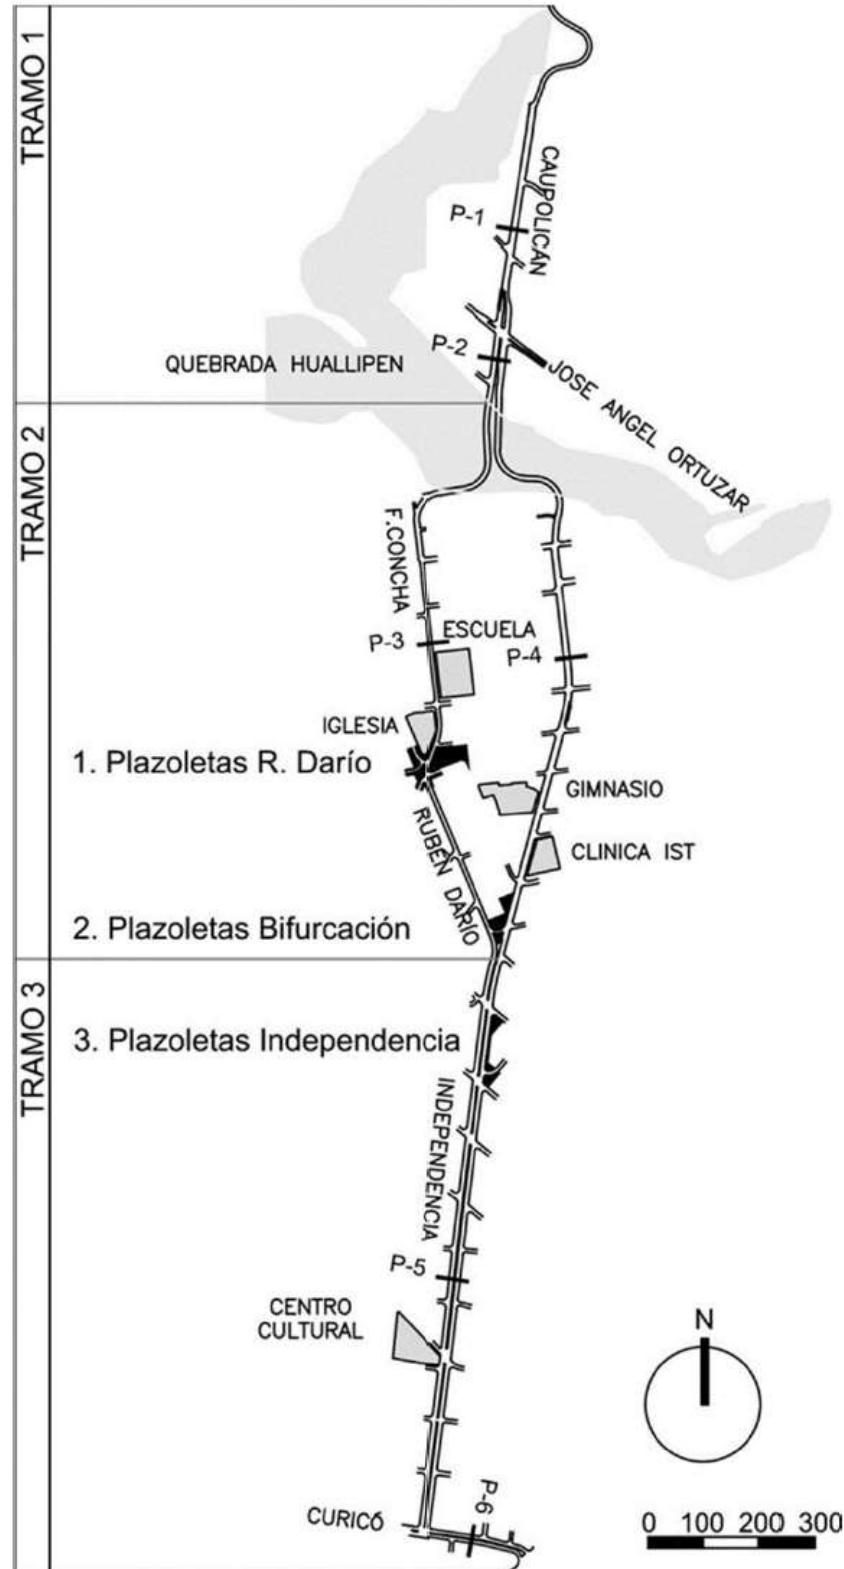 TRAMO 1
CAUPOLICÁN
P-1
P-2
QUEBRADA HUALLIPEN
JOSE ANGEL ORTUZAR
TRAMO 2
F.CONCHA
ESCUELA
P-3
P-4
IGLESIA
1. Plazoletas R. Darío
GIMNASIO
RUBÉN DARÍO
CLINICA IST
2. Plazoletas Bifurcación
TRAMO 3
3. Plazoletas Independencia
INDEPENDENCIA
P-5
CENTRO
CULTURAL
N
P-6
CURICÓ
0 100 200 300